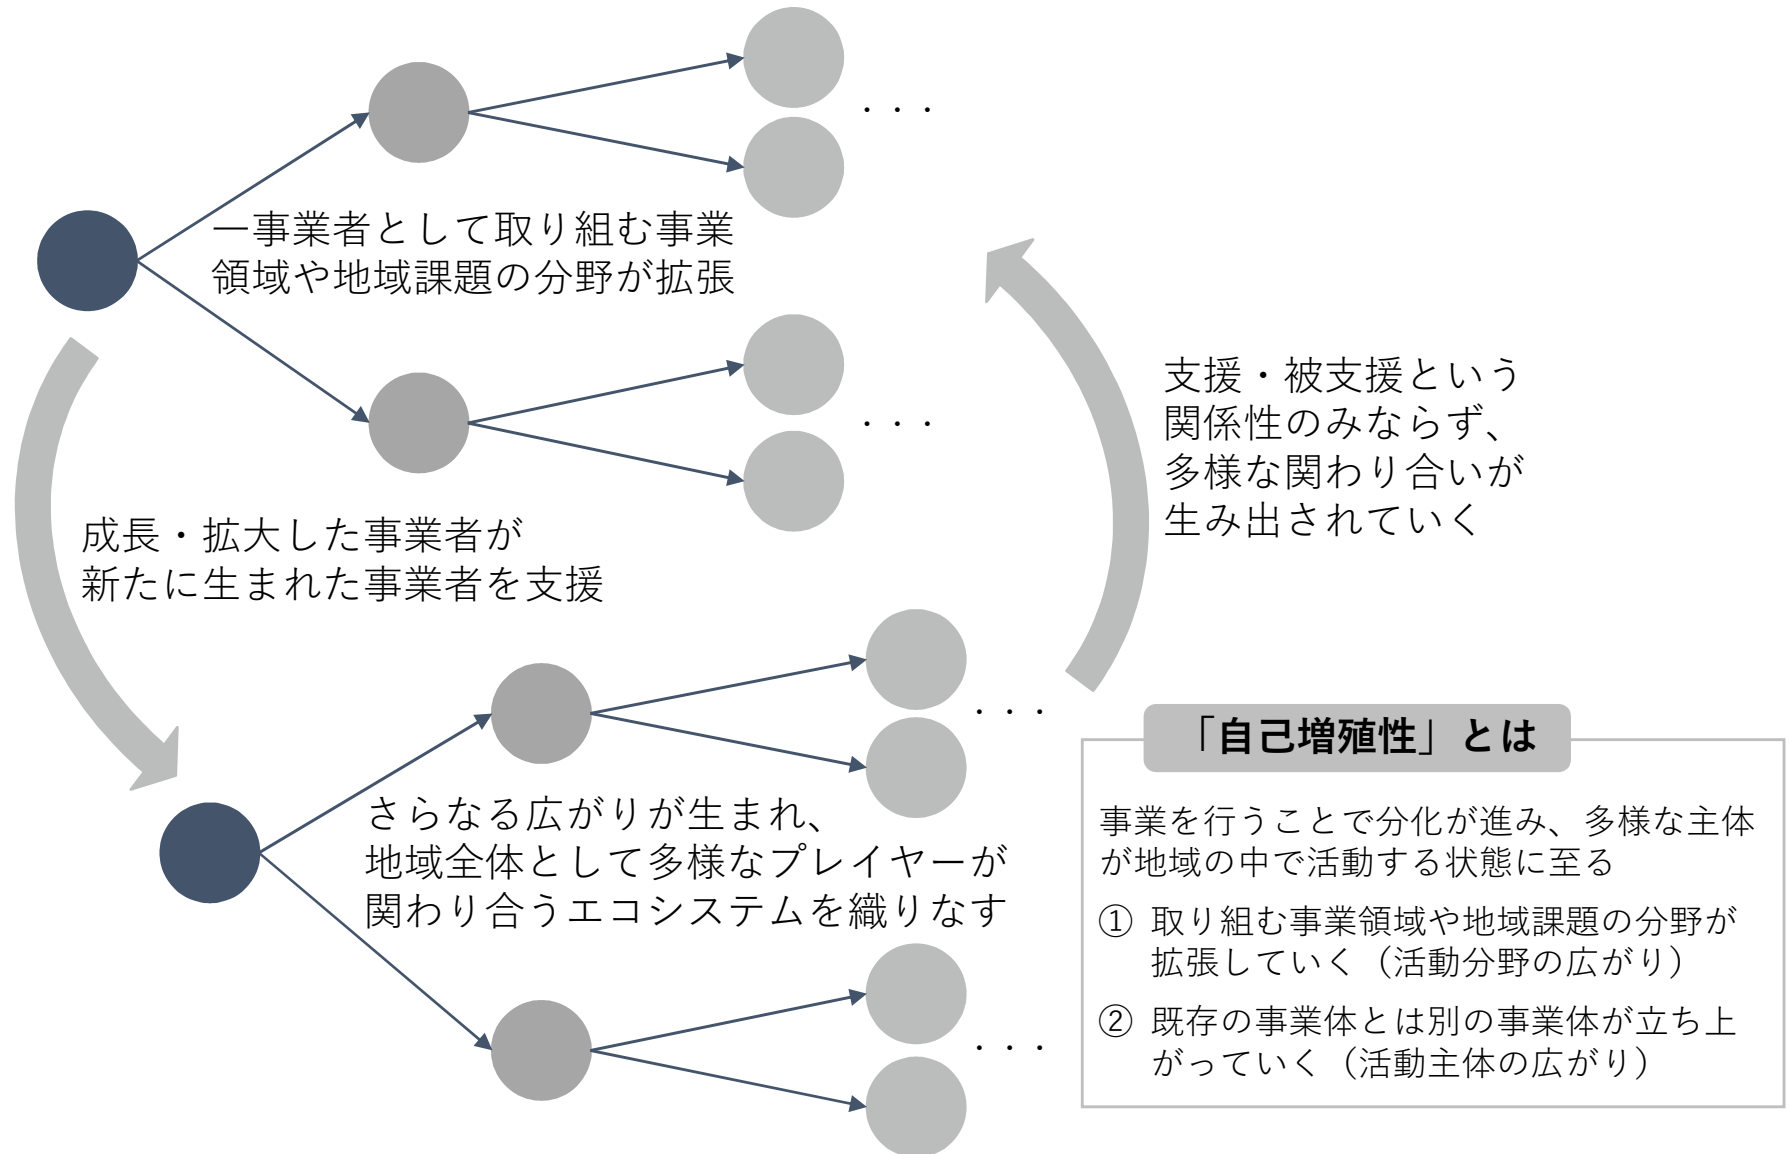 一事業者として取り組む事業
領域や地域課題の分野が拡張
・・・
・・・
支援・被支援という
関係性のみならず、
多様な関わり合いが
生み出されていく
成長・拡大した事業者が
新たに生まれた事業者を支援
・・・
さらなる広がりが生まれ、
地域全体として多様なプレイヤーが
関わり合うエコシステムを織りなす
・・・
「自己増殖性」とは
事業を行うことで分化が進み、多様な主体
が地域の中で活動する状態に至る
① 取り組む事業領域や地域課題の分野が
拡張していく（活動分野の広がり）
② 既存の事業体とは別の事業体が立ち上
がっていく（活動主体の広がり）